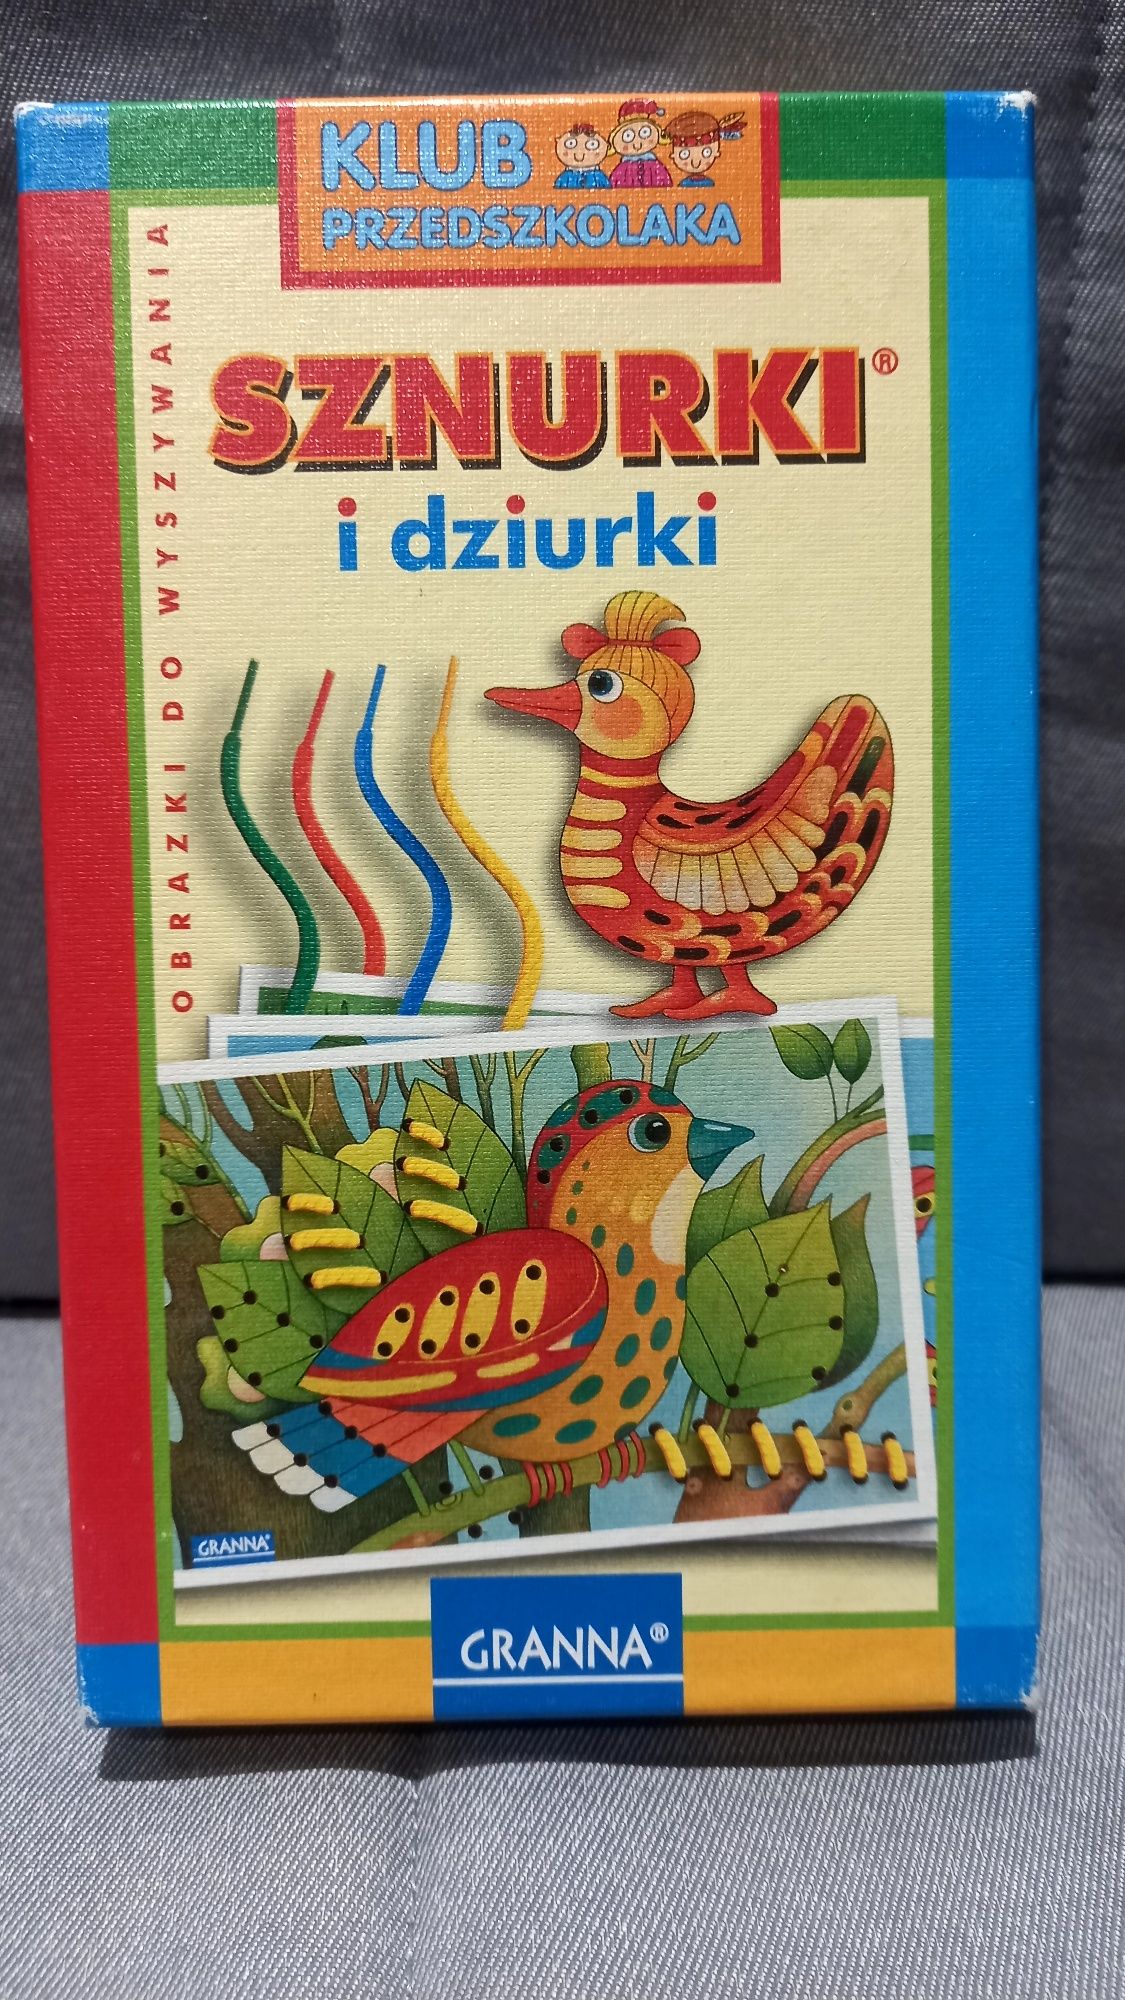 KLUB
PRZEDSZKOLAKA
OBRAZKI DO WYSZYWANIA
SZNURKI®
i dziurki
GRANNA®
GRANNA®